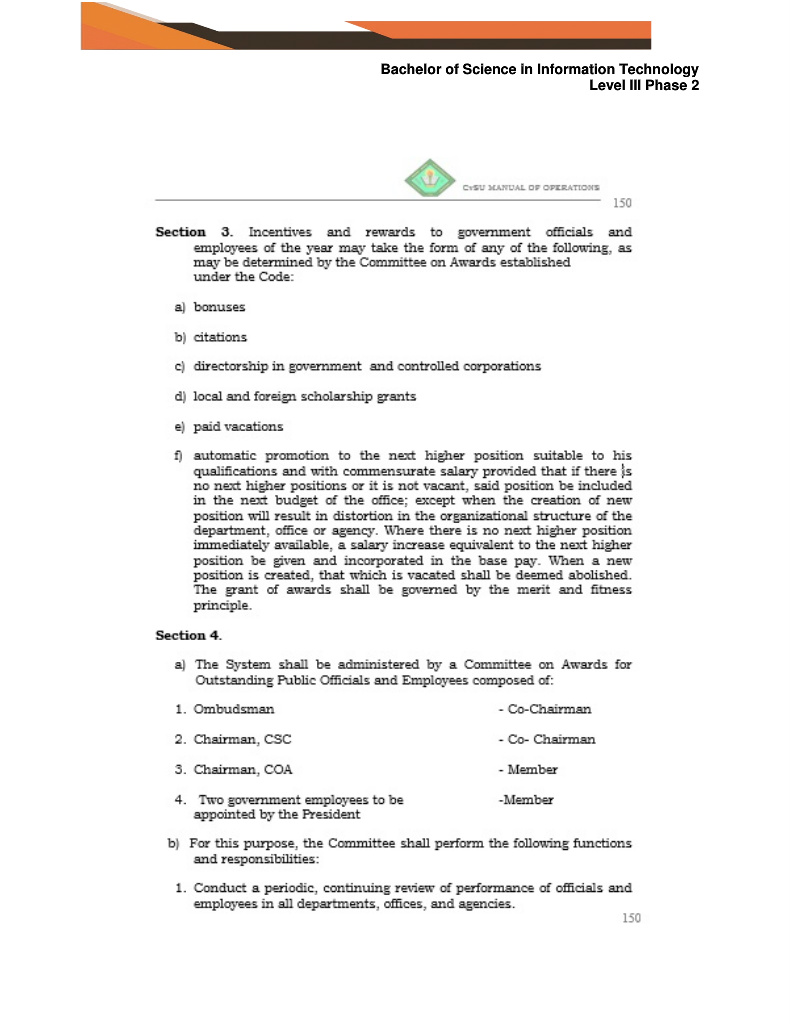 Bachelor of Science in Information Technology
Level III Phase 2
CvSU MANUAL OF OPERATIONS
150
Section 3. Incentives and rewards to government officials and
employees of the year may take the form of any of the following, as
may be determined by the Committee on Awards established
under the Code:
a) bonuses
b) citations
c) directorship in government and controlled corporations
d) local and foreign scholarship grants
e) paid vacations
f) automatic promotion to the next higher position suitable to his
qualifications and with commensurate salary provided that if there is
no next higher positions or it is not vacant, said position be included
in the next budget of the office; except when the creation of new
position will result in distortion in the organizational structure of the
department, office or agency. Where there is no next higher position
immediately available, a salary increase equivalent to the next higher
position be given and incorporated in the base pay. When a new
position is created, that which is vacated shall be deemed abolished.
The grant of awards shall be governed by the merit and fitness
principle.
Section 4.
a) The System shall be administered by a Committee on Awards for
Outstanding Public Officials and Employees composed of:
1. Ombudsman - Co-Chairman
2. Chairman, CSC - Co- Chairman
3. Chairman, COA - Member
4. Two government employees to be -Member
appointed by the President
b) For this purpose, the Committee shall perform the following functions
and responsibilities:
1. Conduct a periodic, continuing review of performance of officials and
employees in all departments, offices, and agencies.
150